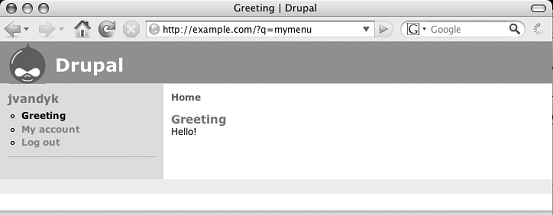 Greeting | Drupal
http://example.com/?q=mymenu
G Google
Drupal
jvandyk
Greeting
My account
Log out
Home
Greeting
Hello!